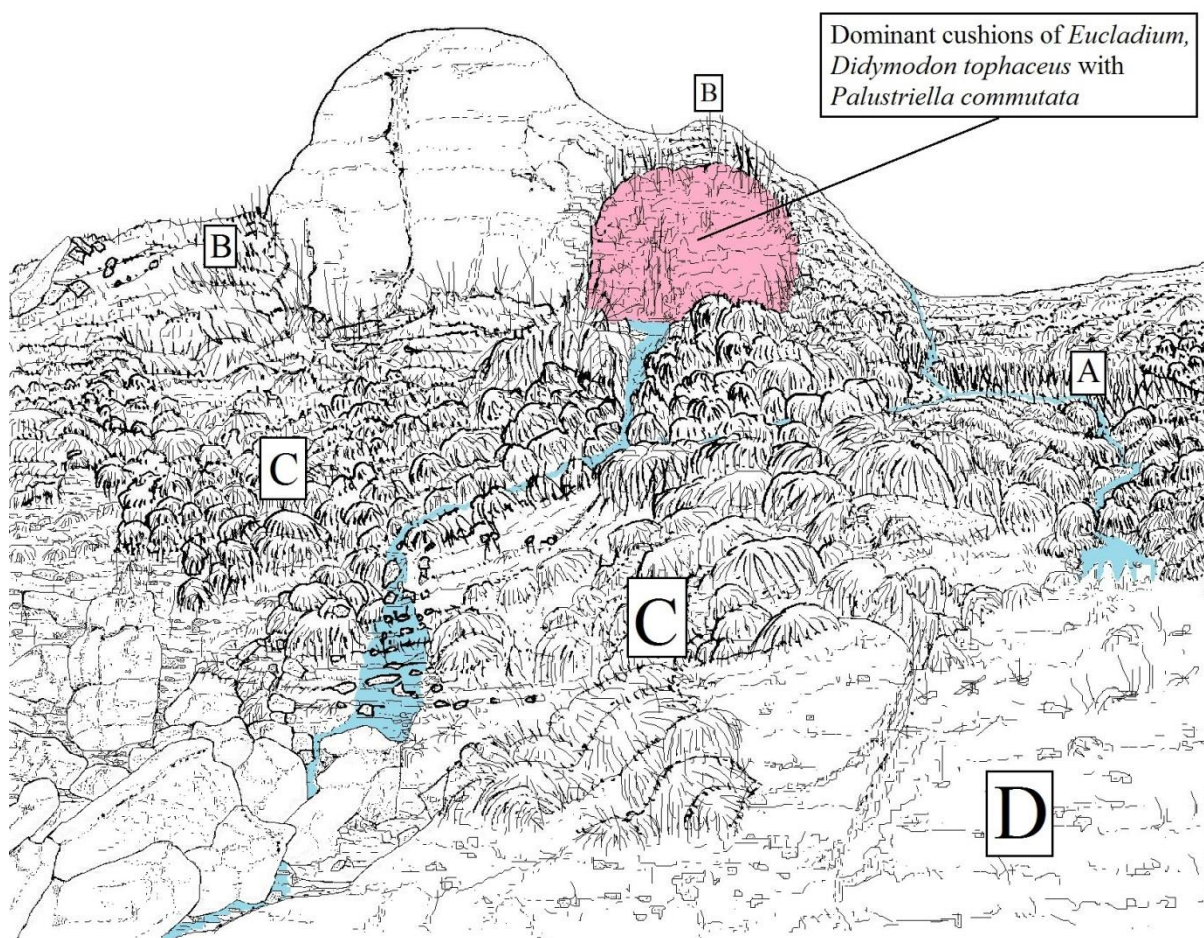 Dominant cushions of Eucladium,
Didymodon tophaceus with
Palustriella commutata
B
B
A
C
C
D